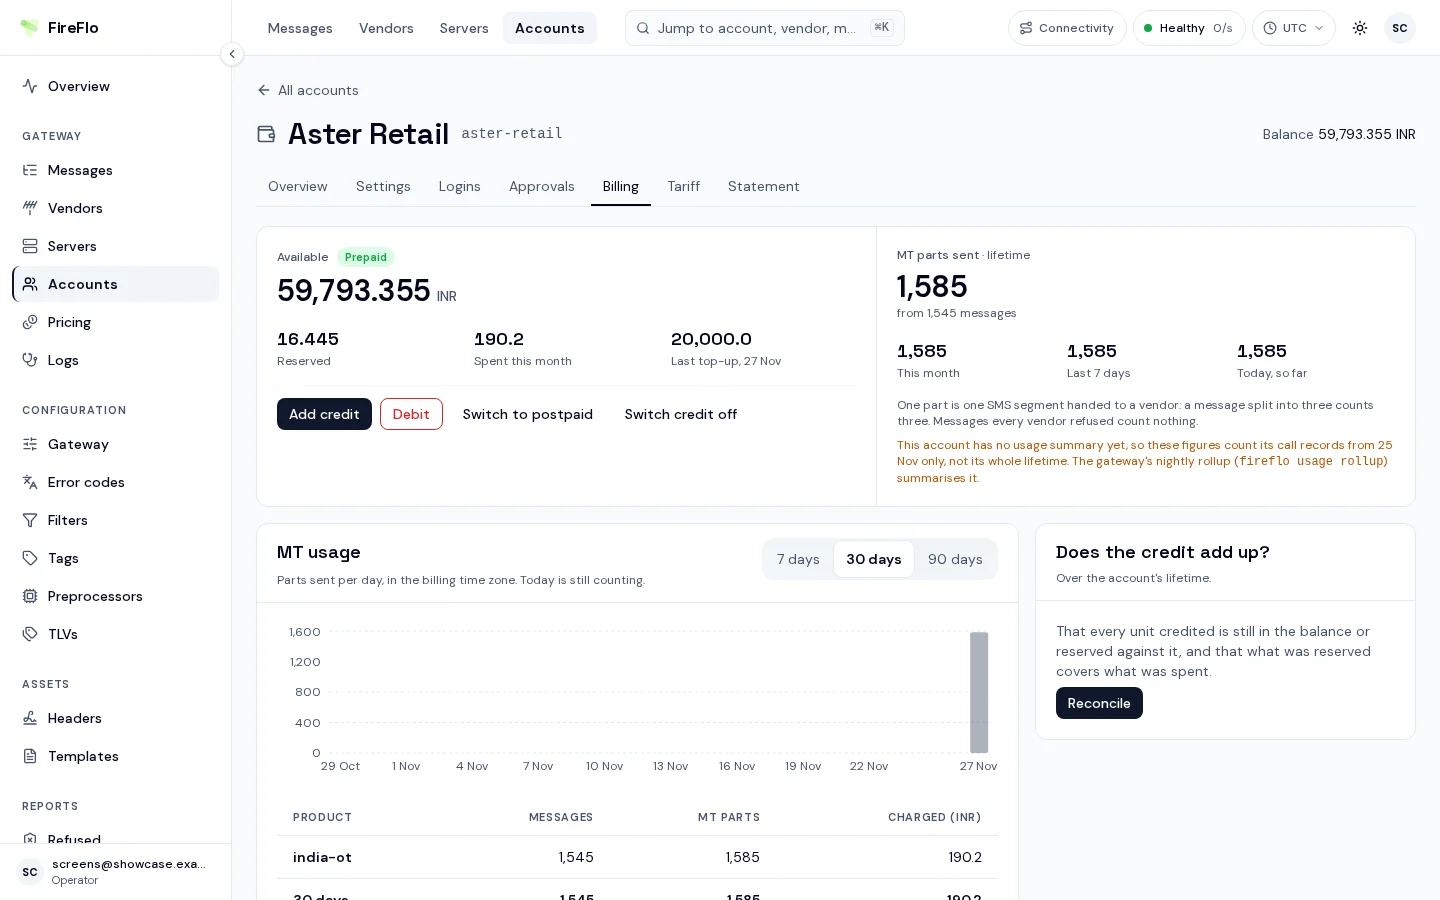 FireFlo
Messages
Vendors
Servers
Accounts
Jump to account, vendor, m...
⌘K
Connectivity
Healthy 0/s
UTC
SC
Overview
GATEWAY
Messages
Vendors
Servers
Accounts
Pricing
Logs
CONFIGURATION
Gateway
Error codes
Filters
Tags
Preprocessors
TLVs
ASSETS
Headers
Templates
REPORTS
Refused
SC
screens@showcase.exa...
Operator
All accounts
Aster Retail aster-retail
Balance 59,793.355 INR
Overview
Settings
Logins
Approvals
Billing
Tariff
Statement
Available Prepaid
59,793.355 INR
16.445
Reserved
190.2
Spent this month
20,000.0
Last top-up, 27 Nov
Add credit
Debit
Switch to postpaid
Switch credit off
MT parts sent · lifetime
1,585
from 1,545 messages
1,585
This month
1,585
Last 7 days
1,585
Today, so far
One part is one SMS segment handed to a vendor: a message split into three counts
three. Messages every vendor refused count nothing.
This account has no usage summary yet, so these figures count its call records from 25
Nov only, not its whole lifetime. The gateway's nightly rollup (fireflo usage rollup)
summarises it.
MT usage
Parts sent per day, in the billing time zone. Today is still counting.
7 days
30 days
90 days
1,600
1,200
800
400
0
29 Oct
1 Nov
4 Nov
7 Nov
10 Nov
13 Nov
16 Nov
19 Nov
22 Nov
27 Nov
PRODUCT MESSAGES MT PARTS CHARGED (INR)
india-ot 1,545 1,585 190.2
30 days 1,545 1,585 190.2
Does the credit add up?
Over the account's lifetime.
That every unit credited is still in the balance or
reserved against it, and that what was reserved
covers what was spent.
Reconcile